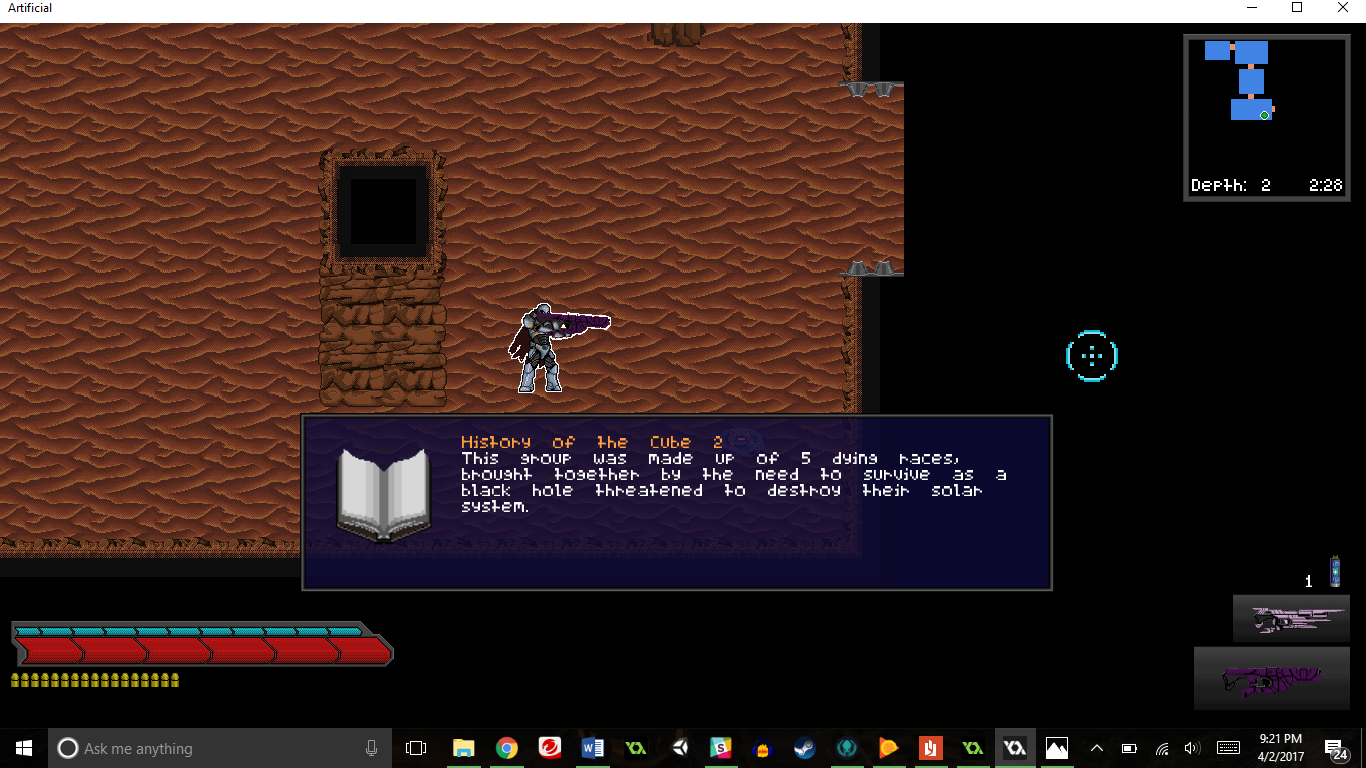 Artificial
Depth: 2 2:28
History of the Cube 2
This group was made up of 5 dying races,
brought together by the need to survive as a
black hole threatened to destroy their solar
system.
1
Ask me anything
9:21 PM
4/2/2017
24